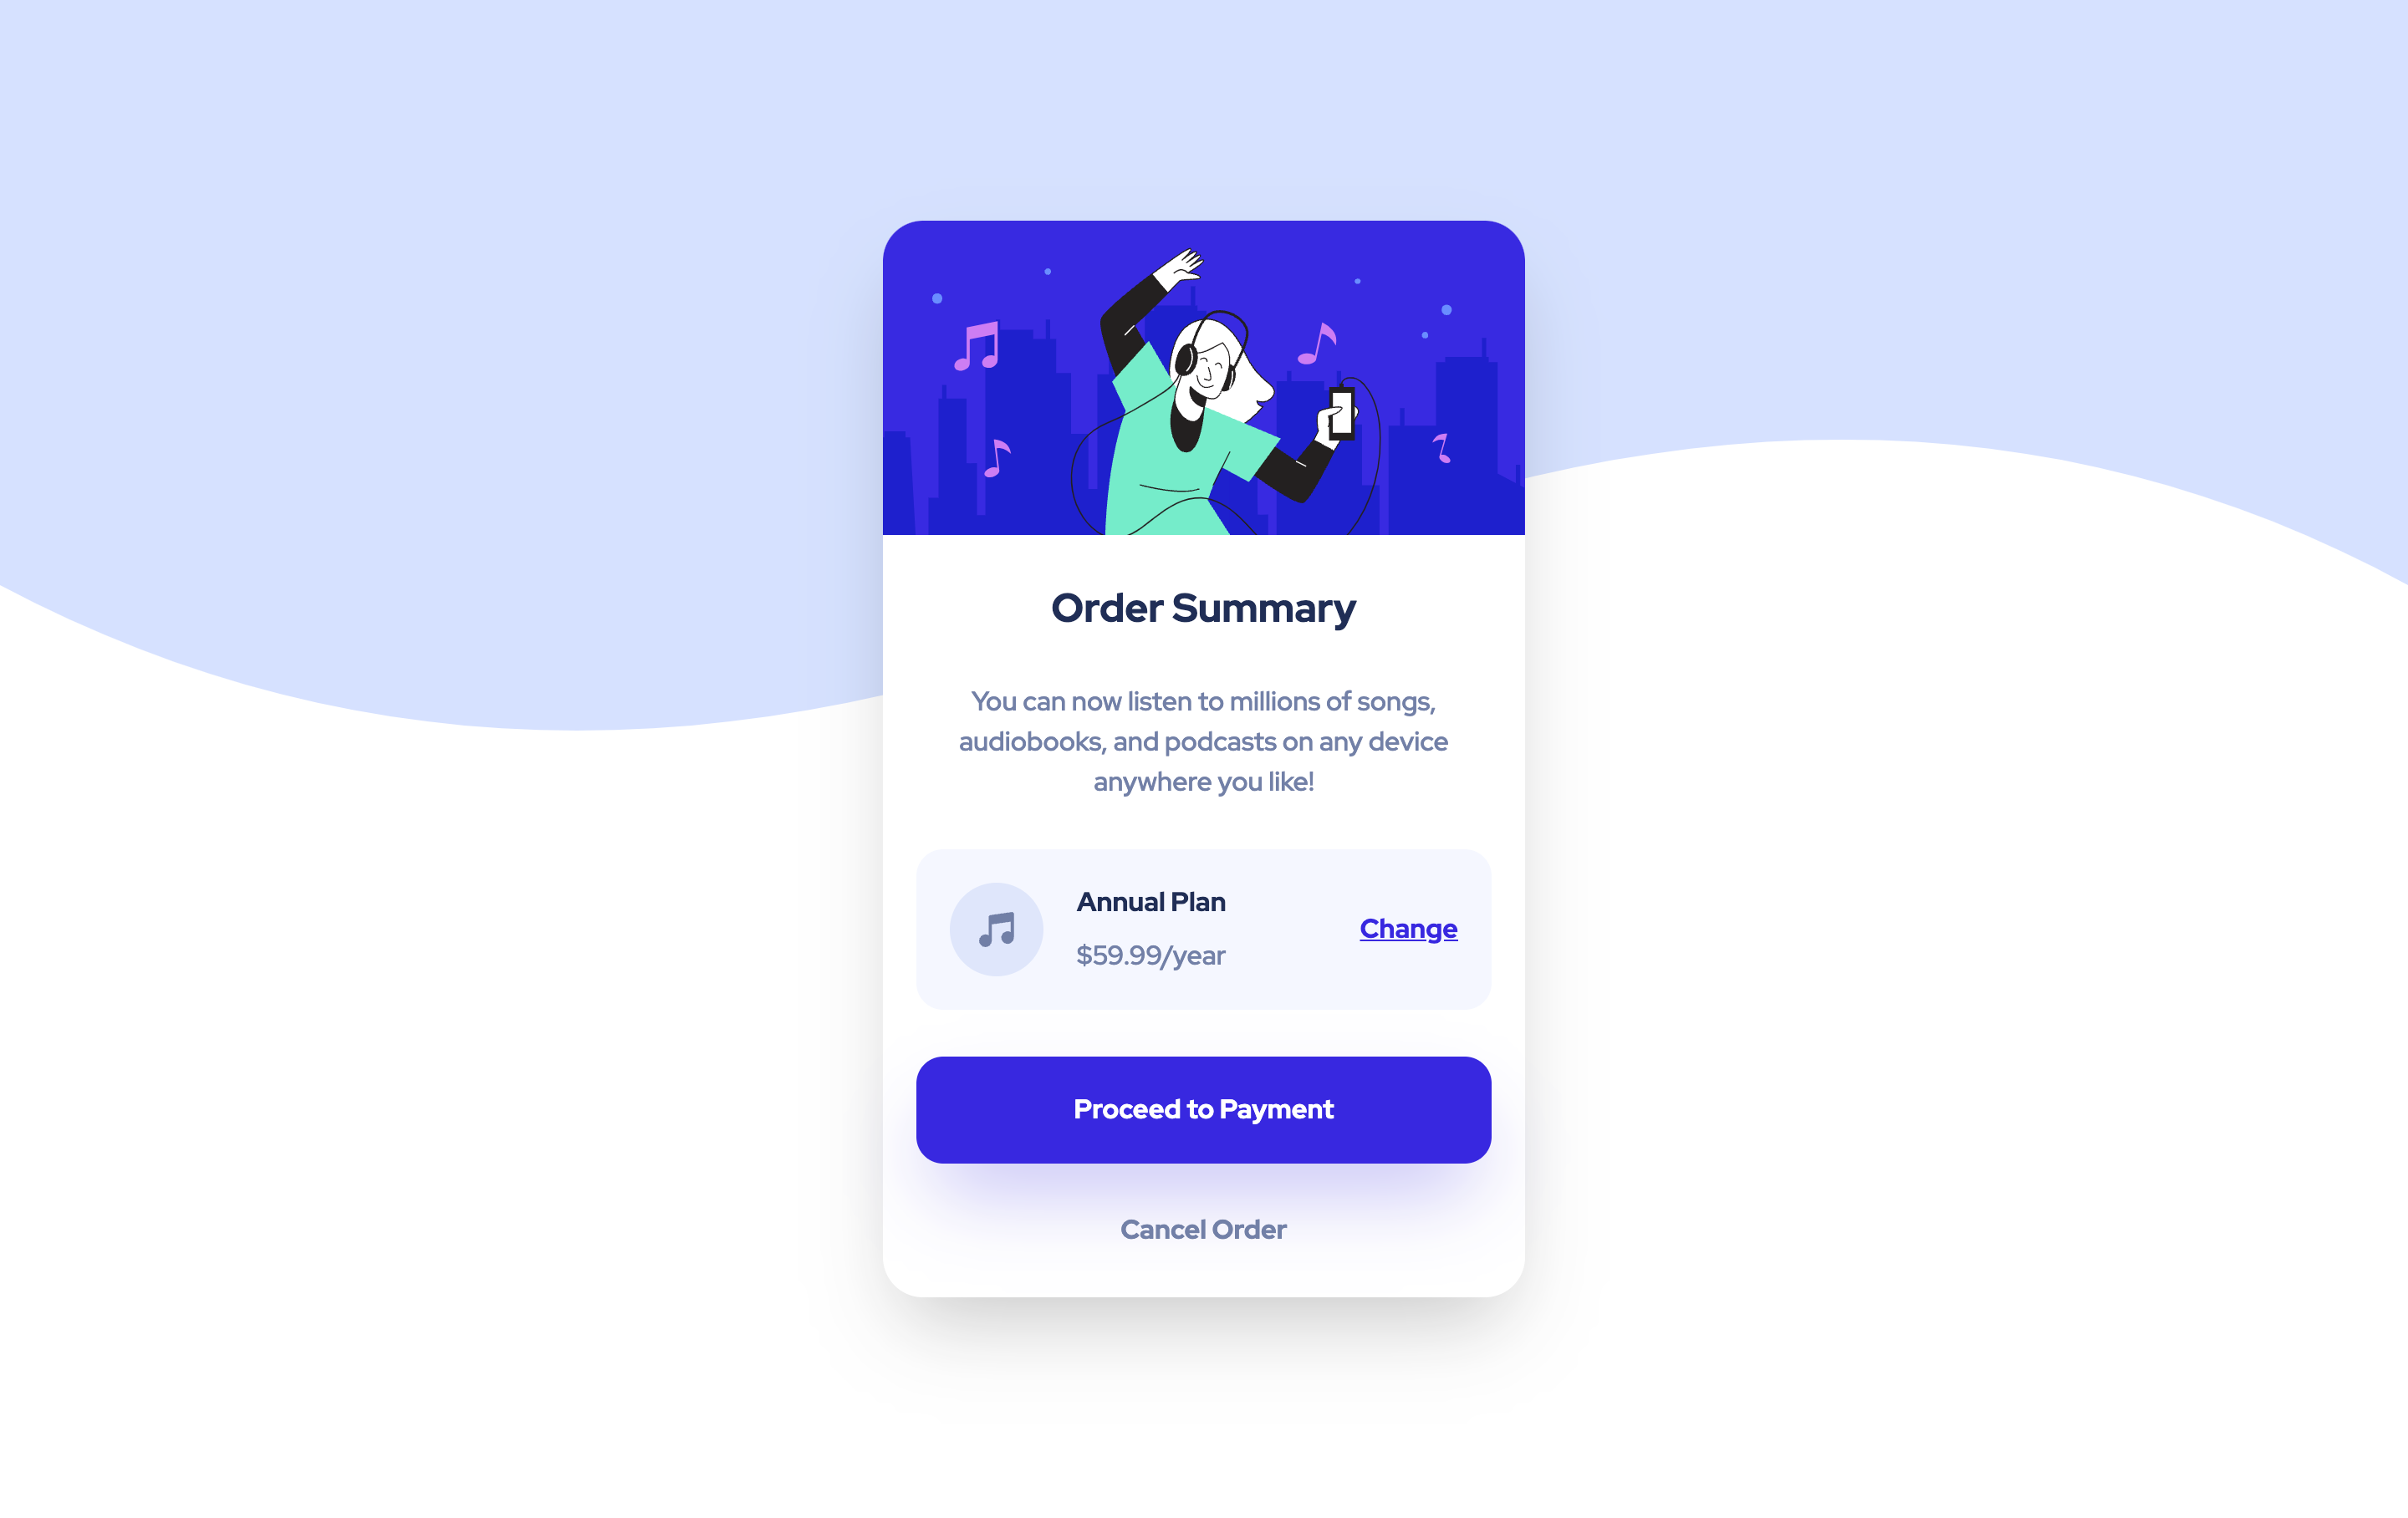 Order Summary
You can now listen to millions of songs,
audiobooks, and podcasts on any device
anywhere you like!
Annual Plan
$59.99/year
Change
Proceed to Payment
Cancel Order